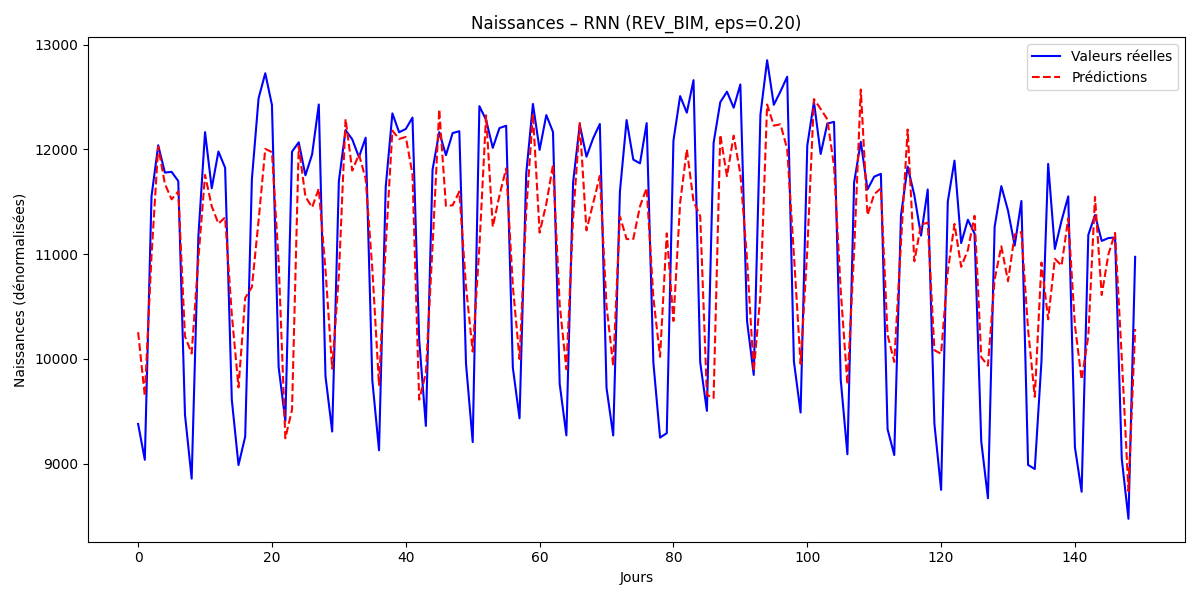 Naissances – RNN (REV_BIM, eps=0.20)
Valeurs réelles
Prédictions
Naissances (dénormalisées)
13000
12000
11000
10000
9000
0 20 40 60 80 100 120 140
Jours